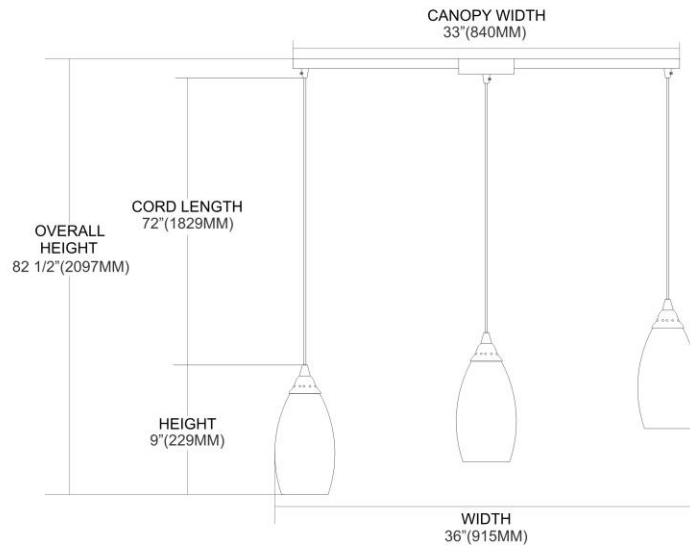 CANOPY WIDTH
33"(840MM)
CORD LENGTH
72"(1829MM)
OVERALL
HEIGHT
82 1/2"(2097MM)
HEIGHT
9"(229MM)
WIDTH
36"(915MM)